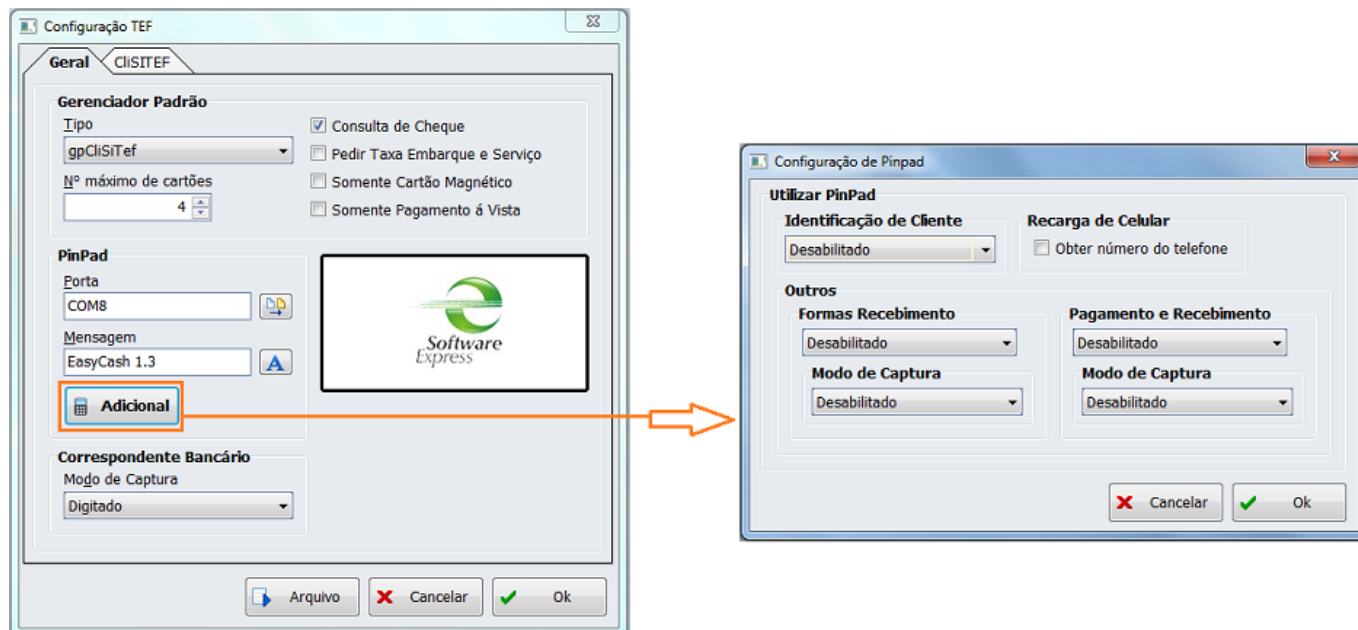 Configuração TEF
Geral
CliSITEF
Gerenciador Padrão
Tipo
gpCliSiTef
Nº máximo de cartões
4
Consulta de Cheque
Pedir Taxa Embarque e Serviço
Somente Cartão Magnético
Somente Pagamento á Vista
PinPad
Porta
COM8
Mensagem
EasyCash 1.3
A
Adicional
Software
Express
Correspondente Bancário
Modo de Captura
Digitado
Arquivo
Cancelar
Ok
Configuração de Pinpad
Utilizar PinPad
Identificação de Cliente
Desabilitado
Recarga de Celular
Obter número do telefone
Outros
Formas Recebimento
Desabilitado
Modo de Captura
Desabilitado
Pagamento e Recebimento
Desabilitado
Modo de Captura
Desabilitado
Cancelar
Ok